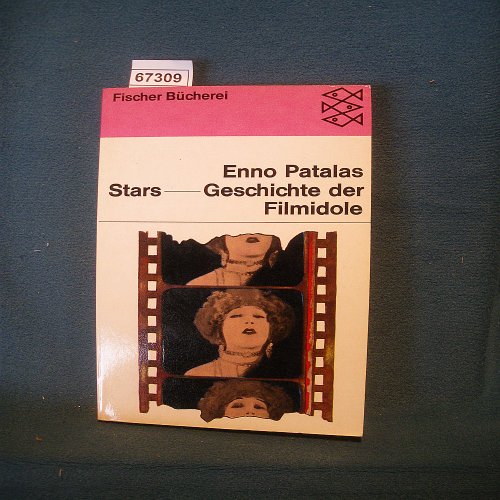 67309
Fischer Bücherei
Enno Patalas
Stars—Geschichte der
Filmidole